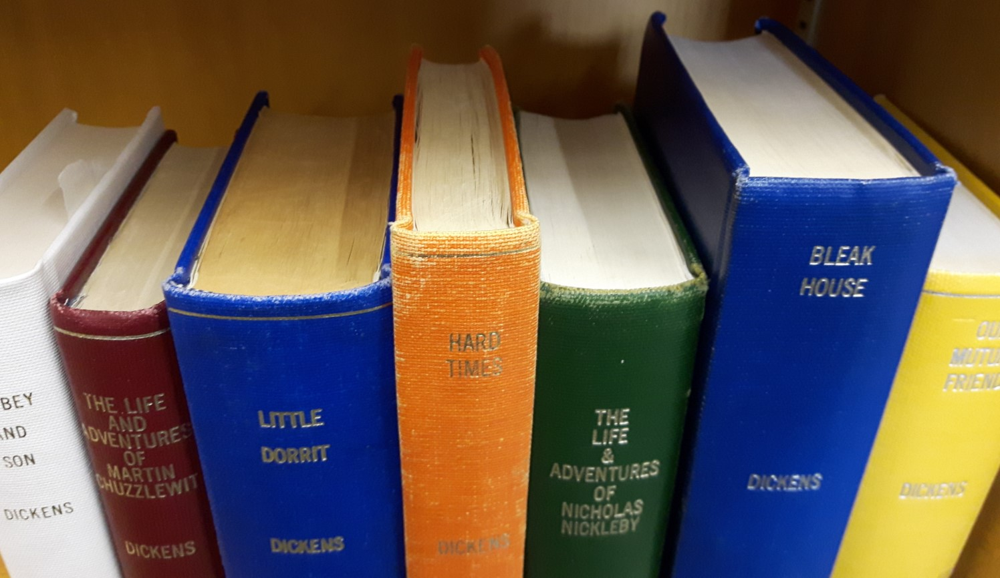 BEY
AND
SON
DICKENS
THE LIFE
AND
ADVENTURES
OF
MARTIN
CHUZZLEWIT
DICKENS
LITTLE
DORRIT
DICKENS
HARD
TIMES
DICKENS
THE
LIFE
&
ADVENTURES
OF
NICHOLAS
NICKLEBY
BLEAK
HOUSE
DICKENS
OU
MUTU
FRIEND
DICKENS